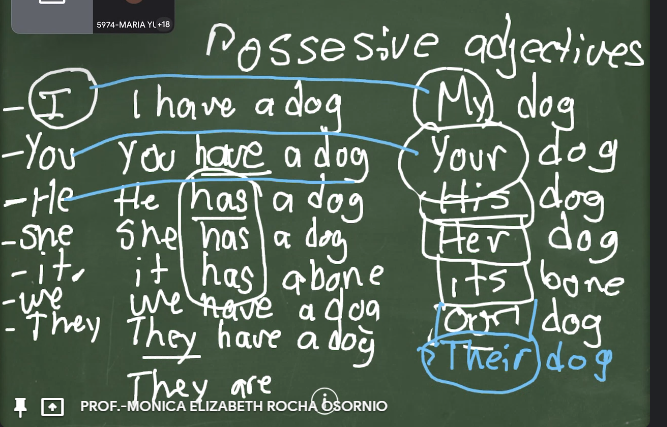 5974-MARIA YU +18
Possesive adjectives
- I I have a dog My dog
- You You have a dog Your dog
- He He has a dog His dog
- she She has a dog Her dog
- it. it has a bone its bone
- we we have a dog our dog
- They They have a dog Their dog
They are
PROF.-MONICA ELIZABETH ROCHA OSORNIO